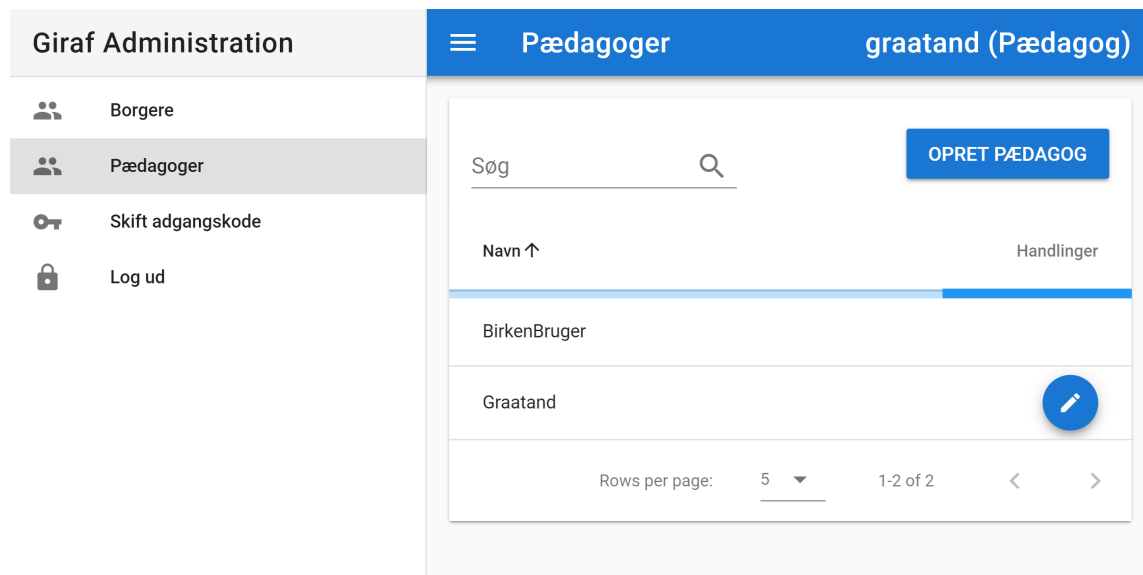 Giraf Administration
Borgere
Pædagoger
Skift adgangskode
Log ud
Pædagoger
graatand (Pædagog)
Søg
OPRET PÆDAGOG
Navn
Handlinger
BirkenBruger
Graatand
Rows per page: 5 1-2 of 2